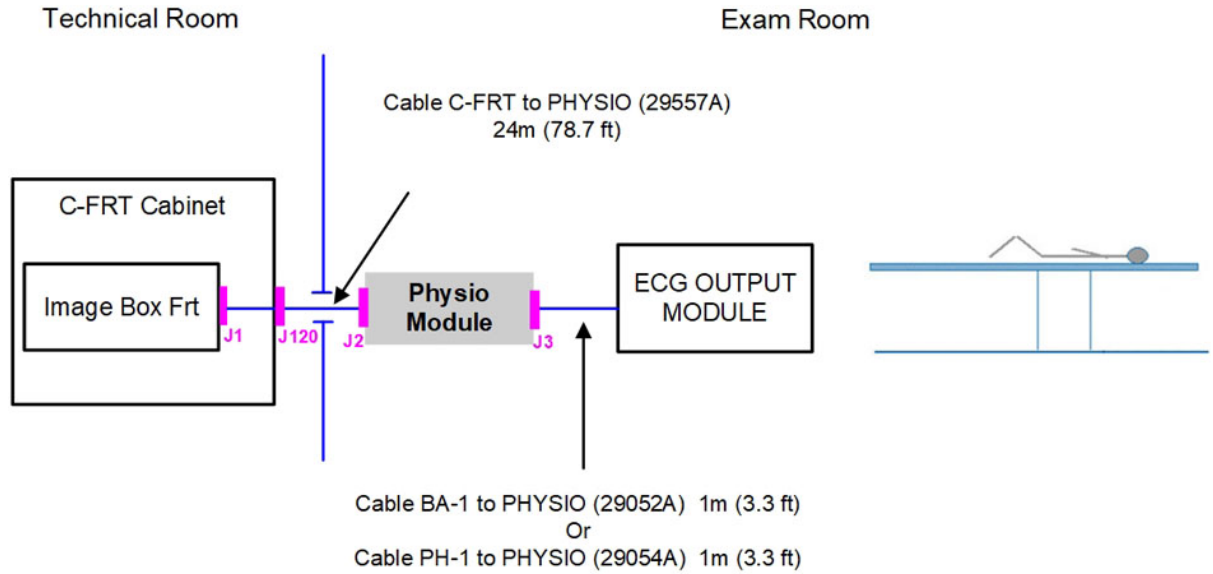 Technical Room
Exam Room
Cable C-FRT to PHYSIO (29557A)
24m (78.7 ft)
C-FRT Cabinet
Image Box Frt
J1
J120
J2
Physio
Module
J3
ECG OUTPUT
MODULE
Cable BA-1 to PHYSIO (29052A) 1m (3.3 ft)
Or
Cable PH-1 to PHYSIO (29054A) 1m (3.3 ft)